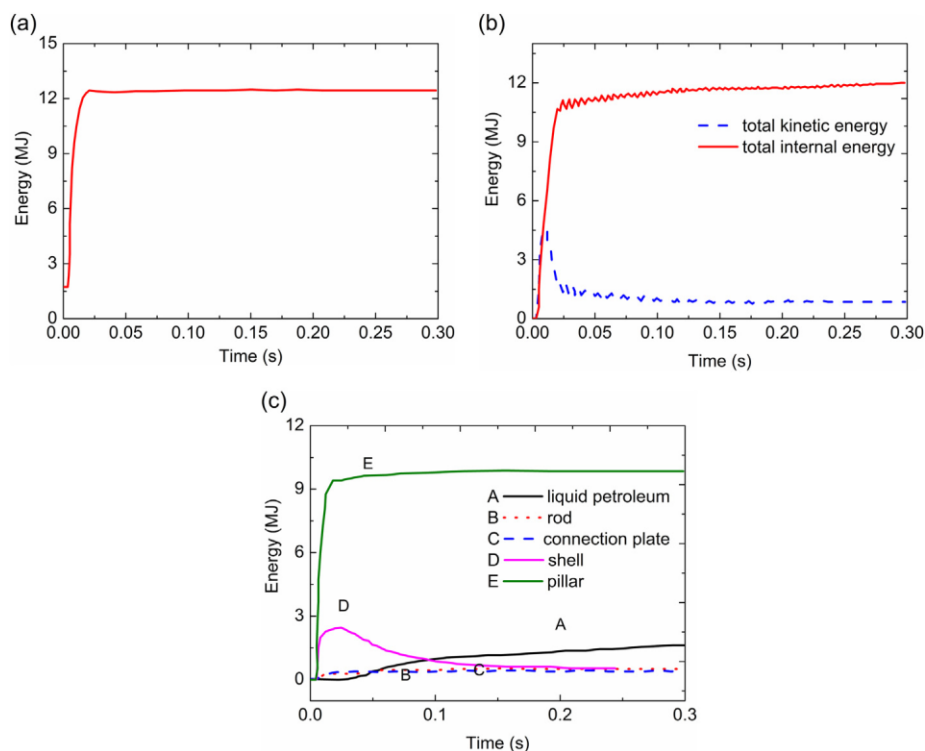 (a)
15
12
9
6
3
0
Energy (MJ)
0.00 0.05 0.10 0.15 0.20 0.25 0.30
Time (s)
(b)
15
12
9
6
3
0
Energy (MJ)
total kinetic energy
total internal energy
0.00 0.05 0.10 0.15 0.20 0.25 0.30
Time (s)
(c)
12
9
6
3
0
Energy (MJ)
E
A liquid petroleum
B rod
C connection plate
D shell
E pillar
D
A
B
C
0.0 0.1 0.2 0.3
Time (s)